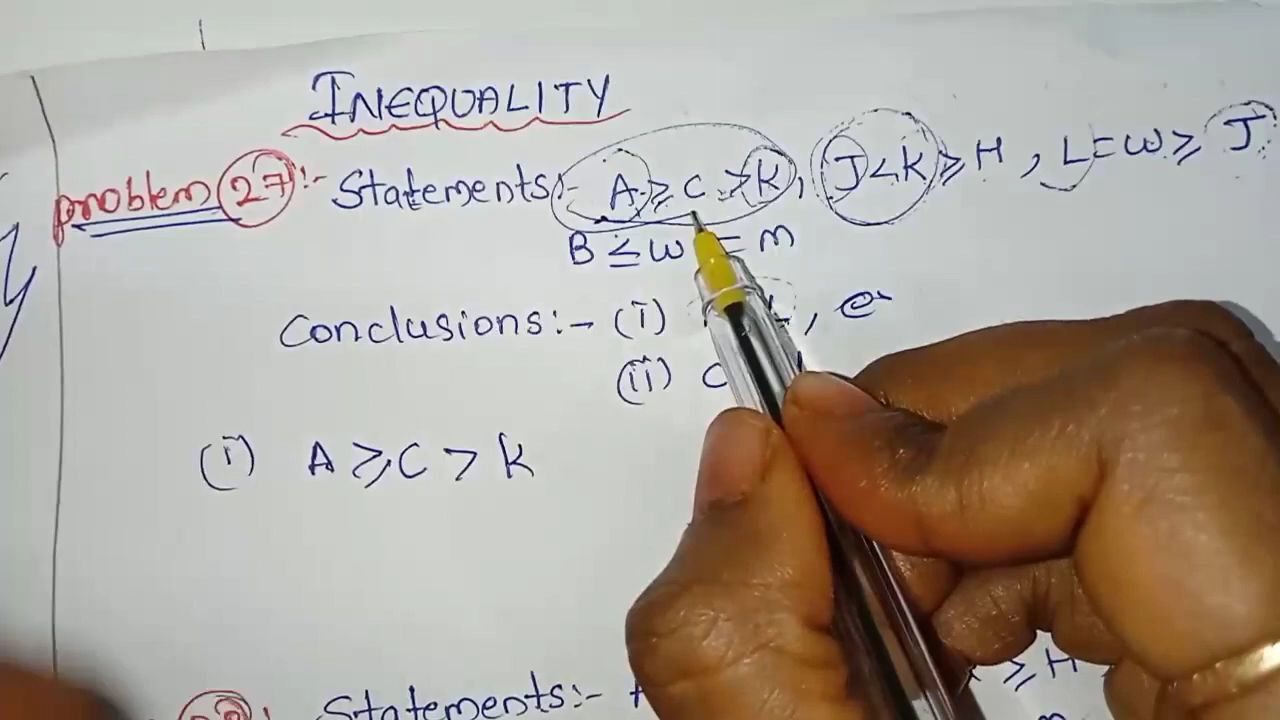 INEQUALITY
problem 27:- Statements:- A ≥ C > K, J < K ≥ H, L = W ≥ J
B ≤ W = M
Conclusions:- (i) ,
(ii) C
(i) A ≥ C > K
Statements:- ≥ H